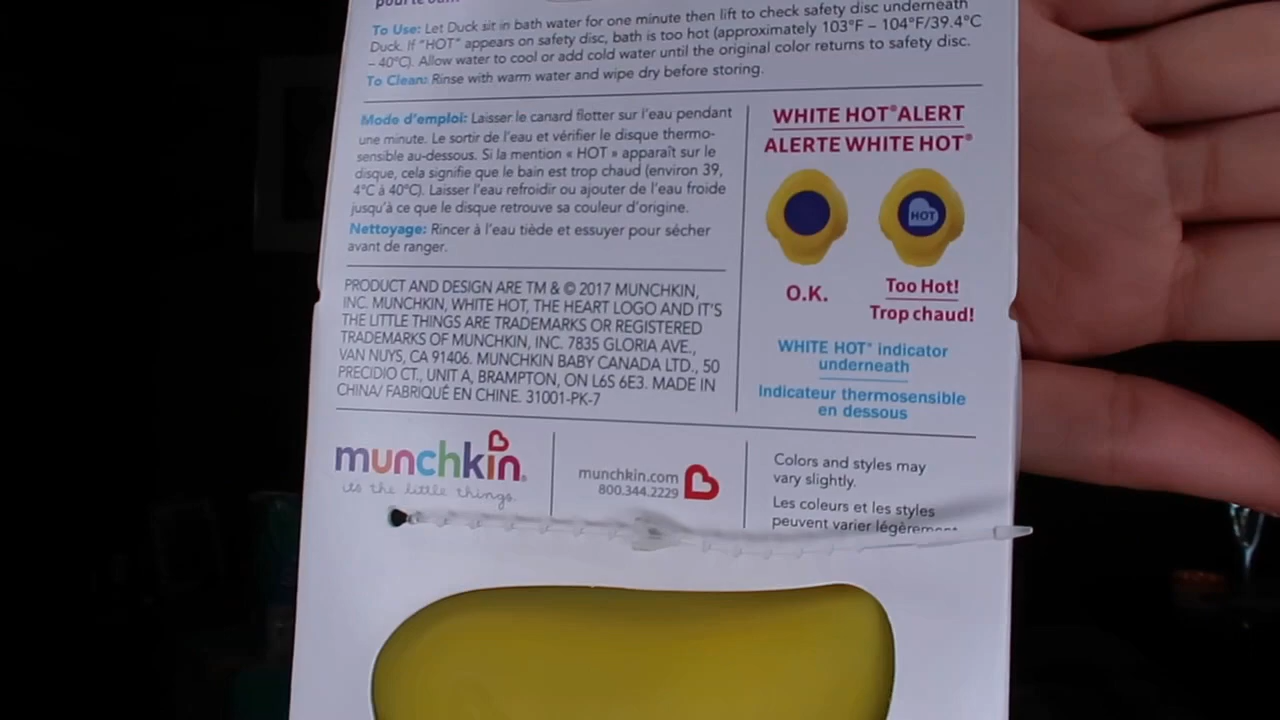 To Use: Let Duck sit in bath water for one minute then lift to check safety disc underneath
Duck. If "HOT" appears on safety disc, bath is too hot (approximately 103°F – 104°F/39.4°C
– 40°C). Allow water to cool or add cold water until the original color returns to safety disc.
To Clean: Rinse with warm water and wipe dry before storing.
Mode d'emploi: Laisser le canard flotter sur l'eau pendant
une minute. Le sortir de l'eau et vérifier le disque thermo-
sensible au-dessous. Si la mention « HOT » apparaît sur le
disque, cela signifie que le bain est trop chaud (environ 39,
4°C à 40°C). Laisser l'eau refroidir ou ajouter de l'eau froide
jusqu'à ce que le disque retrouve sa couleur d'origine.
Nettoyage: Rincer à l'eau tiède et essuyer pour sécher
avant de ranger.
WHITE HOT® ALERT
ALERTE WHITE HOT®
HOT
O.K.
Too Hot!
Trop chaud!
WHITE HOT® indicator
underneath
Indicateur thermosensible
en dessous
PRODUCT AND DESIGN ARE TM & © 2017 MUNCHKIN,
INC. MUNCHKIN, WHITE HOT, THE HEART LOGO AND IT'S
THE LITTLE THINGS ARE TRADEMARKS OR REGISTERED
TRADEMARKS OF MUNCHKIN, INC. 7835 GLORIA AVE.,
VAN NUYS, CA 91406. MUNCHKIN BABY CANADA LTD., 50
PRECIDIO CT., UNIT A, BRAMPTON, ON L6S 6E3. MADE IN
CHINA/ FABRIQUÉ EN CHINE. 31001-PK-7
munchkin®
it's the little things.
munchkin.com
800.344.2229
Colors and styles may
vary slightly.
Les couleurs et les styles
peuvent varier légèrement